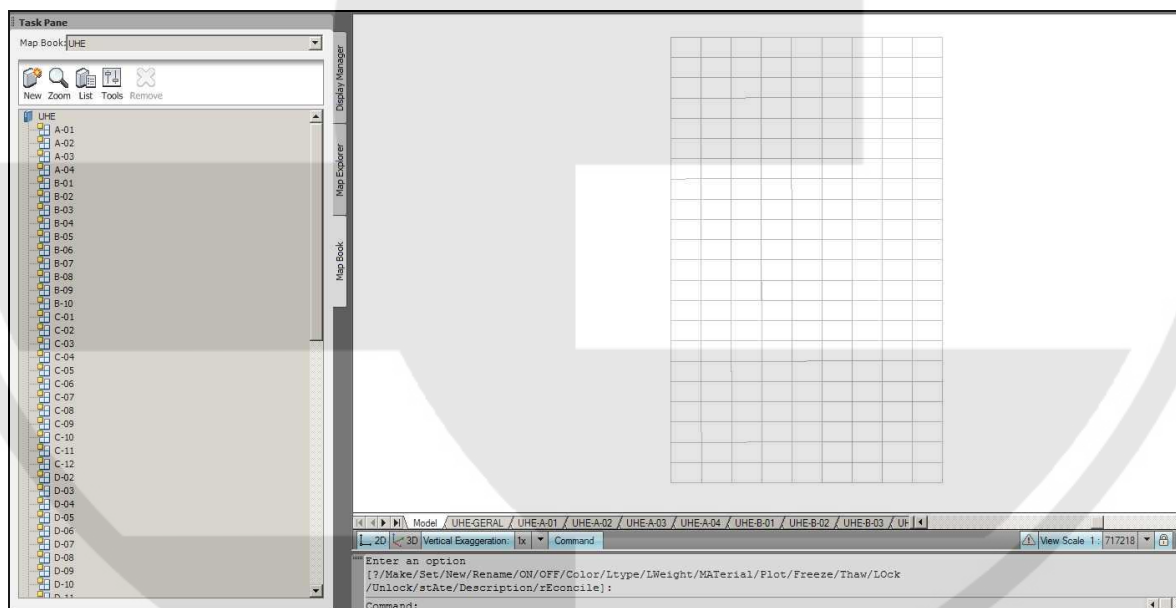 Task Pane
Map Book: UHE
New Zoom List Tools Remove
UHE
A-01
A-02
A-03
A-04
B-01
B-02
B-03
B-04
B-05
B-06
B-07
B-08
B-09
B-10
C-01
C-02
C-03
C-04
C-05
C-06
C-07
C-08
C-09
C-10
C-11
C-12
D-02
D-03
D-04
D-05
D-06
D-07
D-08
D-09
D-10
D-11
Display Manager
Map Explorer
Map Book
Model / UHE-GERAL / UHE-A-01 / UHE-A-02 / UHE-A-03 / UHE-A-04 / UHE-B-01 / UHE-B-02 / UHE-B-03 / UH
2D 3D Vertical Exaggeration: 1x Command View Scale 1: 717218
Enter an option
[?/Make/Set/New/Rename/ON/OFF/Color/Ltype/LWeight/MATerial/Plot/Freeze/Thaw/LOck
/Unlock/stAte/Description/rEconcile]:
Command: